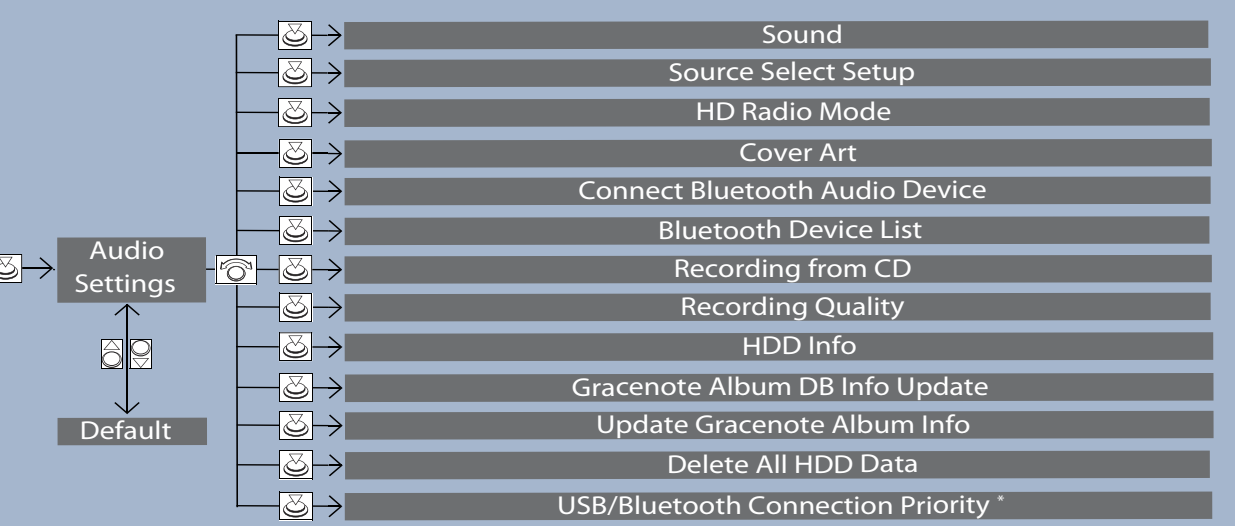 Sound
Source Select Setup
HD Radio Mode
Cover Art
Connect Bluetooth Audio Device
Bluetooth Device List
Audio
Settings
Recording from CD
Recording Quality
HDD Info
Gracenote Album DB Info Update
Default
Update Gracenote Album Info
Delete All HDD Data
USB/Bluetooth Connection Priority *